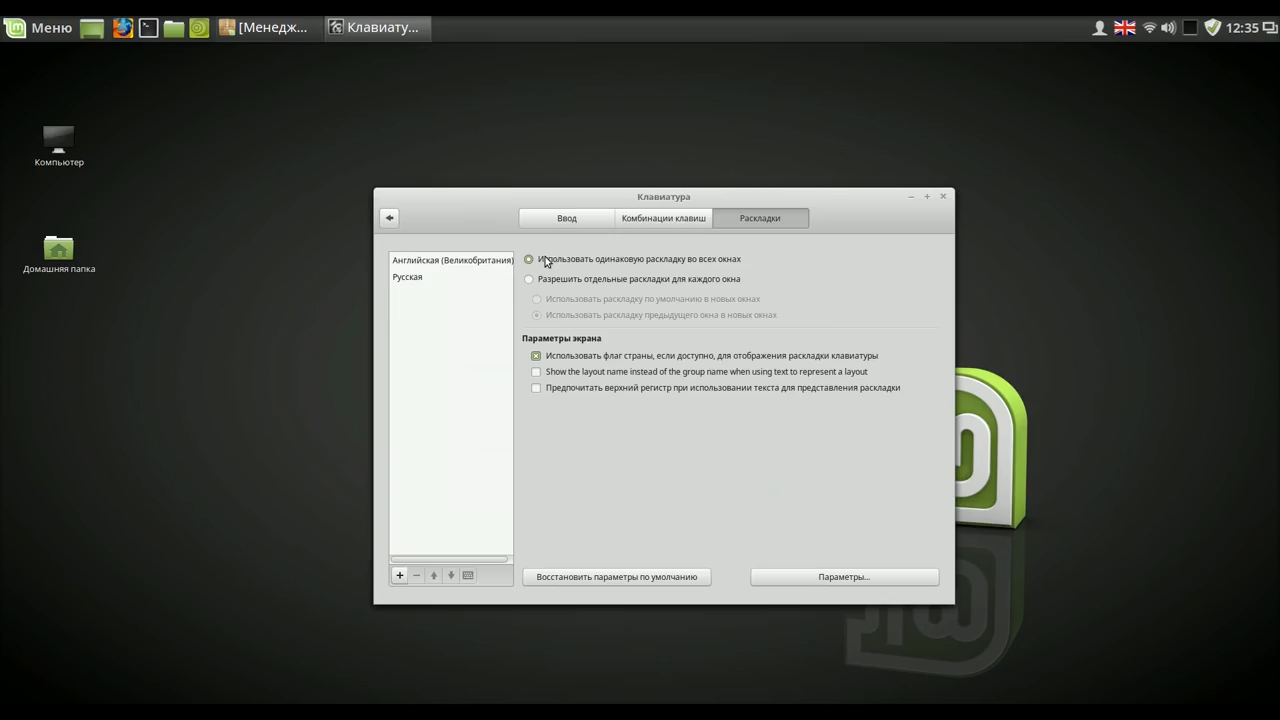 Меню
[Менедж...
Клавиату...
12:35
Компьютер
Домашняя папка
Клавиатура
Ввод
Комбинации клавиш
Раскладки
Английская (Великобритания)
Русская
Использовать одинаковую раскладку во всех окнах
Разрешить отдельные раскладки для каждого окна
Использовать раскладку по умолчанию в новых окнах
Использовать раскладку предыдущего окна в новых окнах
Параметры экрана
Использовать флаг страны, если доступно, для отображения раскладки клавиатуры
Show the layout name instead of the group name when using text to represent a layout
Предпочитать верхний регистр при использовании текста для представления раскладки
Восстановить параметры по умолчанию
Параметры...